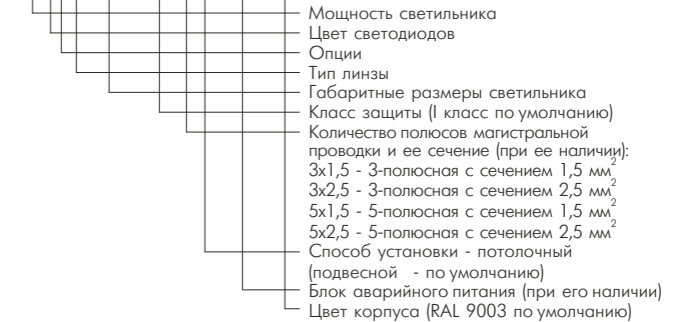 Мощность светильника
Цвет светодиодов
Опции
Тип линзы
Габаритные размеры светильника
Класс защиты (I класс по умолчанию)
Количество полюсов магистральной
проводки и ее сечение (при ее наличии):
3х1,5 - 3-полюсная с сечением 1,5 мм²
3х2,5 - 3-полюсная с сечением 2,5 мм²
5х1,5 - 5-полюсная с сечением 1,5 мм²
5х2,5 - 5-полюсная с сечением 2,5 мм²
Способ установки - потолочный
(подвесной - по умолчанию)
Блок аварийного питания (при его наличии)
Цвет корпуса (RAL 9003 по умолчанию)